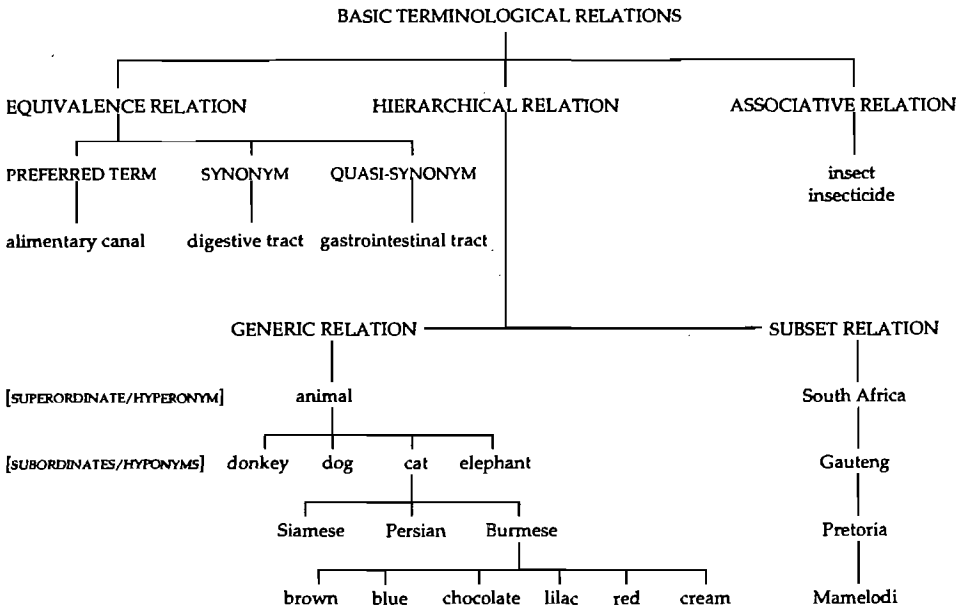 BASIC TERMINOLOGICAL RELATIONS
EQUIVALENCE RELATION HIERARCHICAL RELATION ASSOCIATIVE RELATION
PREFERRED TERM SYNONYM QUASI-SYNONYM insect
insecticide
alimentary canal digestive tract gastrointestinal tract
GENERIC RELATION SUBSET RELATION
[SUPERORDINATE/HYPERONYM] animal South Africa
[SUBORDINATES/HYPONYMS] donkey dog cat elephant Gauteng
Siamese Persian Burmese Pretoria
brown blue chocolate lilac red cream Mamelodi